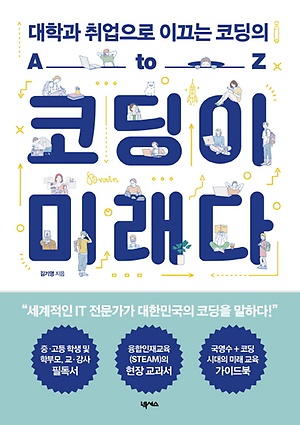 대학과 취업으로 이끄는 코딩의
A to Z
코딩이
Dream
미래다
김기영 지음
“세계적인 IT 전문가가 대한민국의 코딩을 말하다!”
중·고등 학생 및
학부모, 교·강사
필독서
융합인재교육
(STEAM)의
현장 교과서
국영수 + 코딩
시대의 미래 교육
가이드북
넥서스